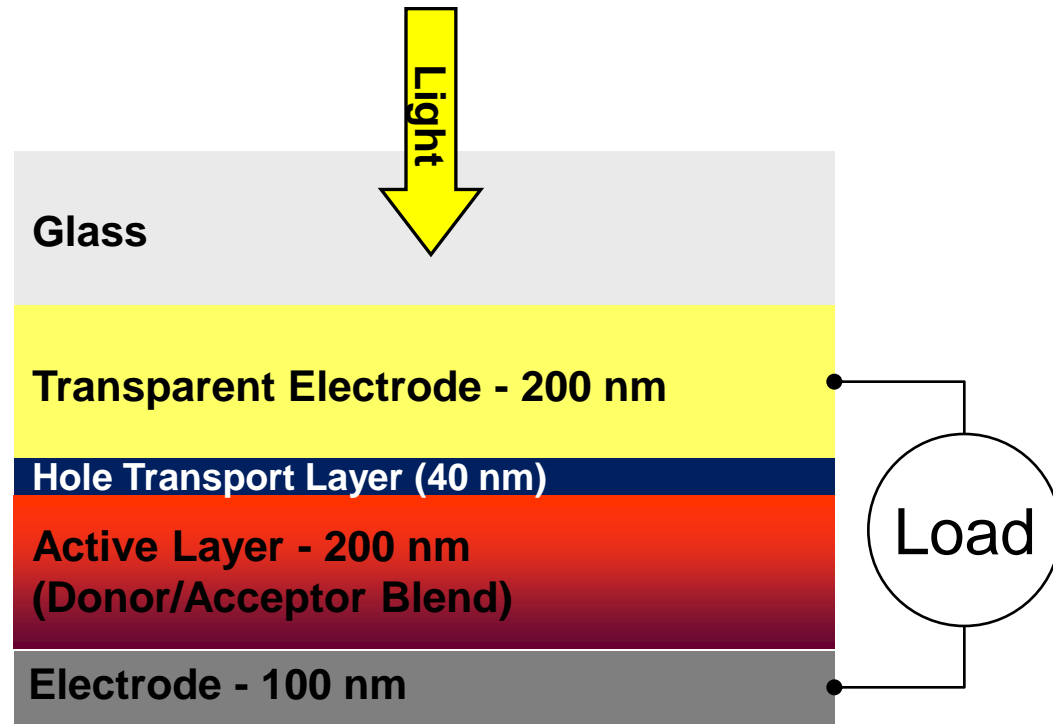 Light
Glass
Transparent Electrode - 200 nm
Hole Transport Layer (40 nm)
Active Layer - 200 nm
(Donor/Acceptor Blend)
Load
Electrode - 100 nm